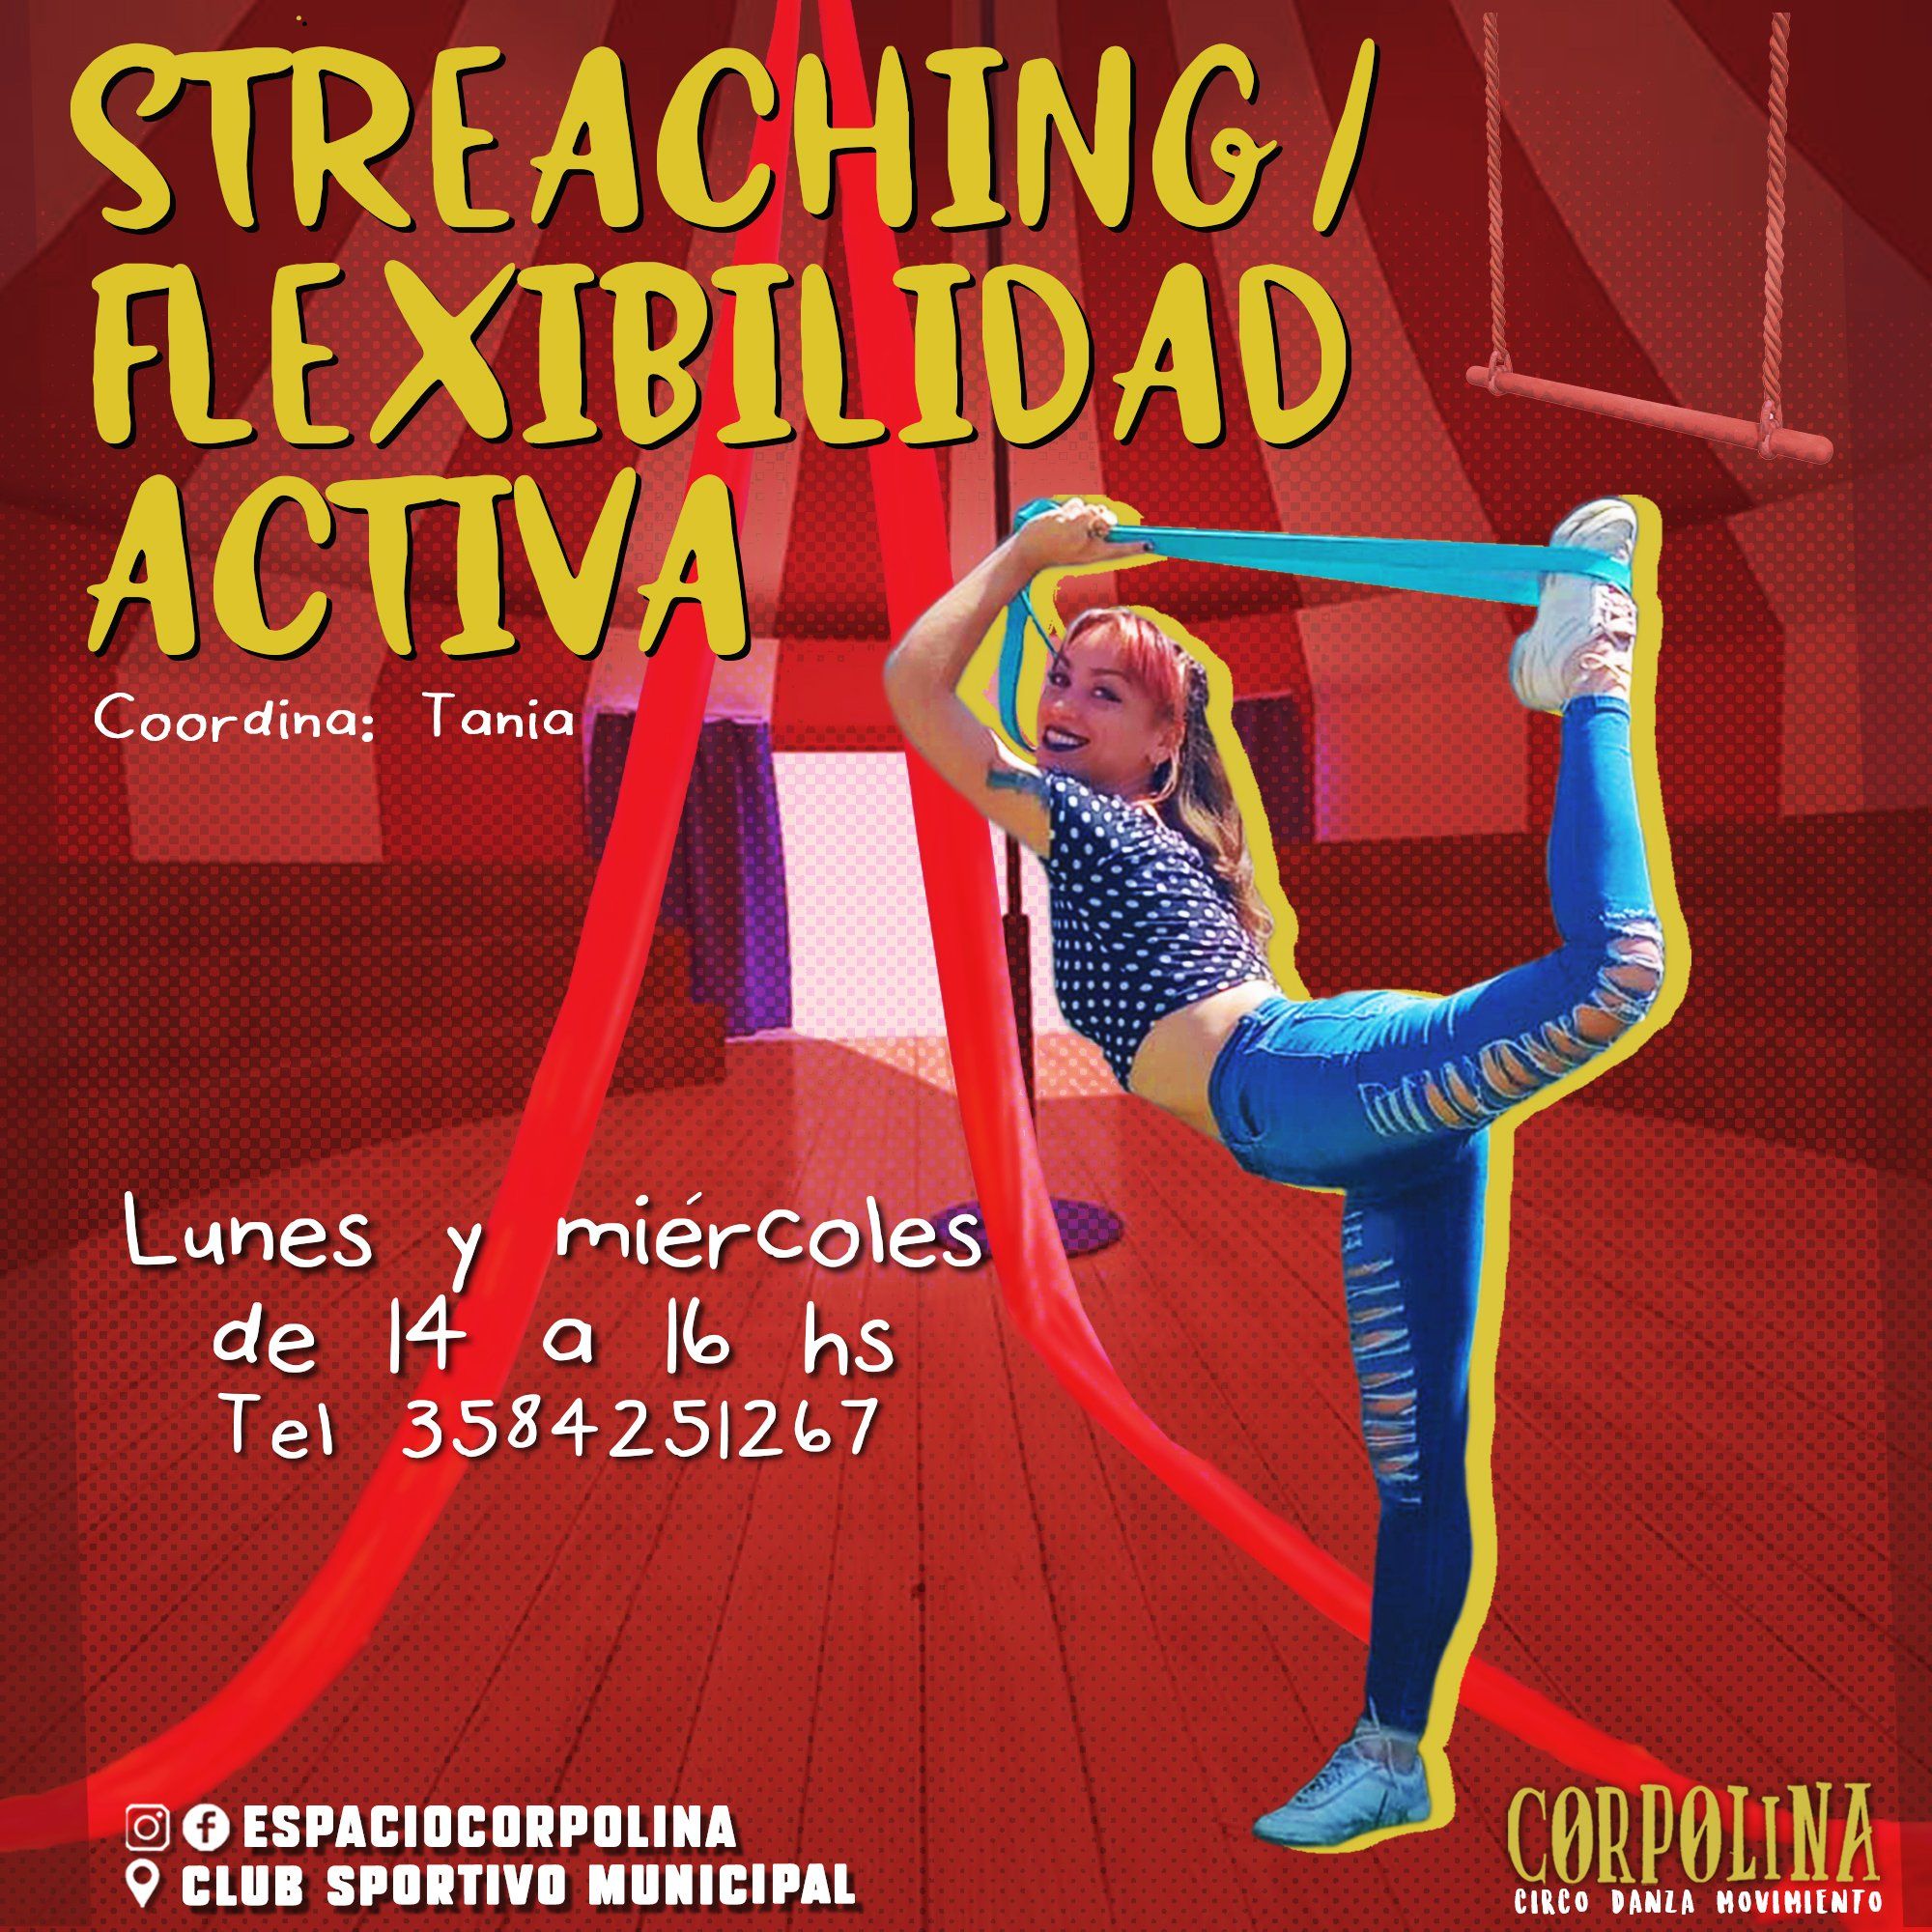 STREACHING /
FLEXIBILIDAD
ACTIVA
Coordina: Tania
Lunes y miércoles
de 14 a 16 hs
Tel 3584251267
ESPACIOCORPOLINA
CLUB SPORTIVO MUNICIPAL
CORPOLINA
CIRCO DANZA MOVIMIENTO